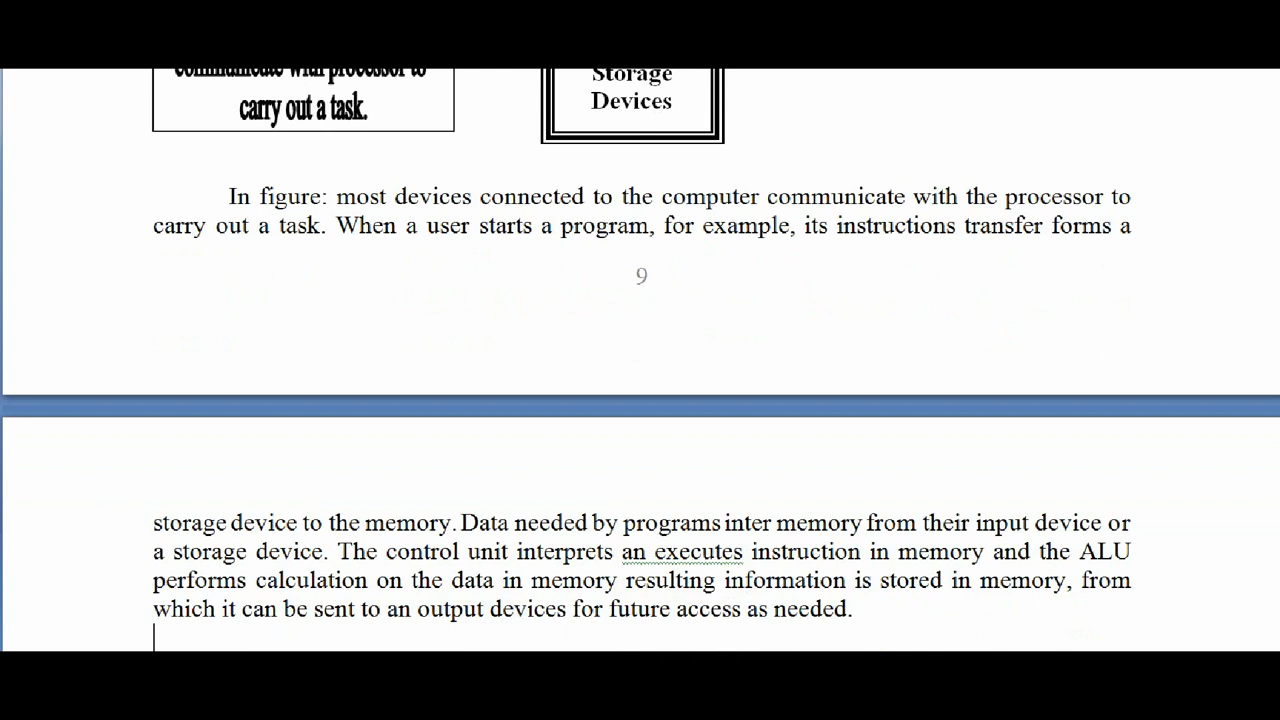 communicate with processor to
carry out a task.
Storage
Devices
In figure: most devices connected to the computer communicate with the processor to
carry out a task. When a user starts a program, for example, its instructions transfer forms a
9
storage device to the memory. Data needed by programs inter memory from their input device or
a storage device. The control unit interprets an executes instruction in memory and the ALU
performs calculation on the data in memory resulting information is stored in memory, from
which it can be sent to an output devices for future access as needed.